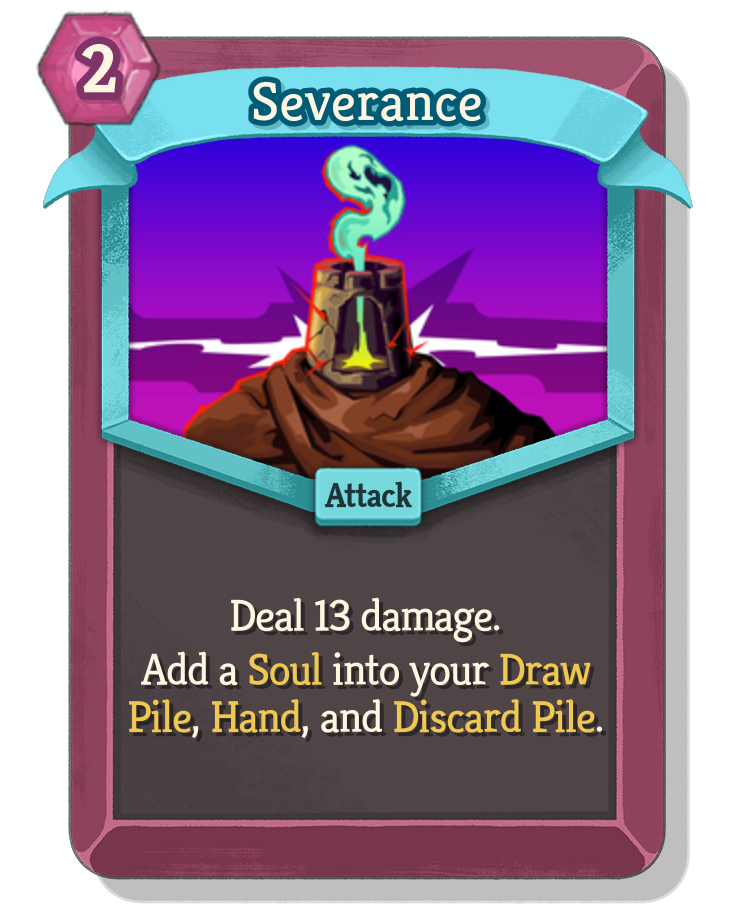 2
Severance
Attack
Deal 13 damage.
Add a Soul into your Draw
Pile, Hand, and Discard Pile.